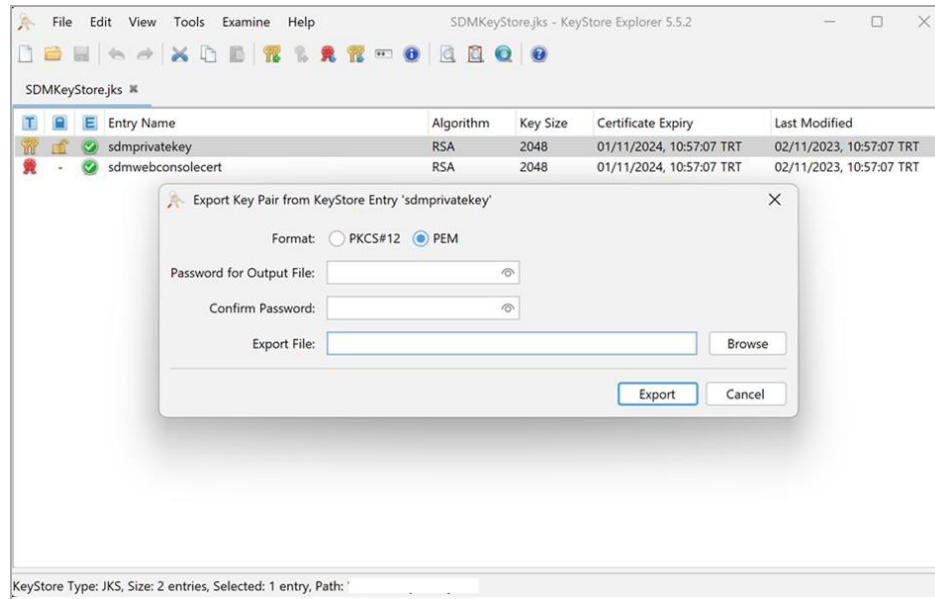 File Edit View Tools Examine Help SDMKeyStore.jks - KeyStore Explorer 5.5.2
SDMKeyStore.jks
T E Entry Name Algorithm Key Size Certificate Expiry Last Modified
sdmprivatekey RSA 2048 01/11/2024, 10:57:07 TRT 02/11/2023, 10:57:07 TRT
- sdmwebconsolecert RSA 2048 01/11/2024, 10:57:07 TRT 02/11/2023, 10:57:07 TRT
Export Key Pair from KeyStore Entry 'sdmprivatekey'
Format: PKCS#12 PEM
Password for Output File:
Confirm Password:
Export File: Browse
Export Cancel
KeyStore Type: JKS, Size: 2 entries, Selected: 1 entry, Path: '